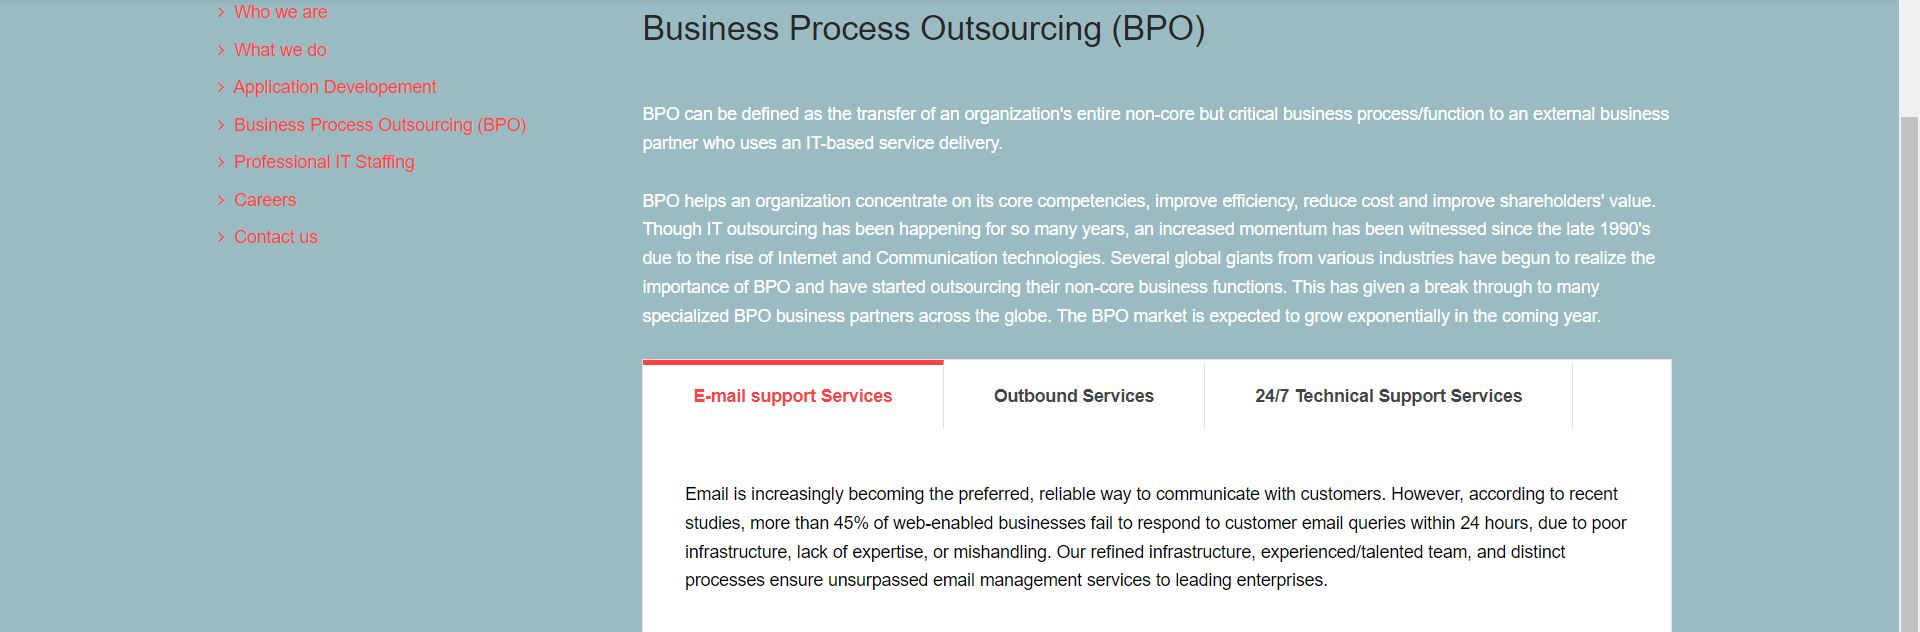 Who we are
What we do
Application Developement
Business Process Outsourcing (BPO)
Professional IT Staffing
Careers
Contact us
Business Process Outsourcing (BPO)
BPO can be defined as the transfer of an organization's entire non-core but critical business process/function to an external business
partner who uses an IT-based service delivery.
BPO helps an organization concentrate on its core competencies, improve efficiency, reduce cost and improve shareholders' value.
Though IT outsourcing has been happening for so many years, an increased momentum has been witnessed since the late 1990's
due to the rise of Internet and Communication technologies. Several global giants from various industries have begun to realize the
importance of BPO and have started outsourcing their non-core business functions. This has given a break through to many
specialized BPO business partners across the globe. The BPO market is expected to grow exponentially in the coming year.
E-mail support Services
Outbound Services
24/7 Technical Support Services
Email is increasingly becoming the preferred, reliable way to communicate with customers. However, according to recent
studies, more than 45% of web-enabled businesses fail to respond to customer email queries within 24 hours, due to poor
infrastructure, lack of expertise, or mishandling. Our refined infrastructure, experienced/talented team, and distinct
processes ensure unsurpassed email management services to leading enterprises.